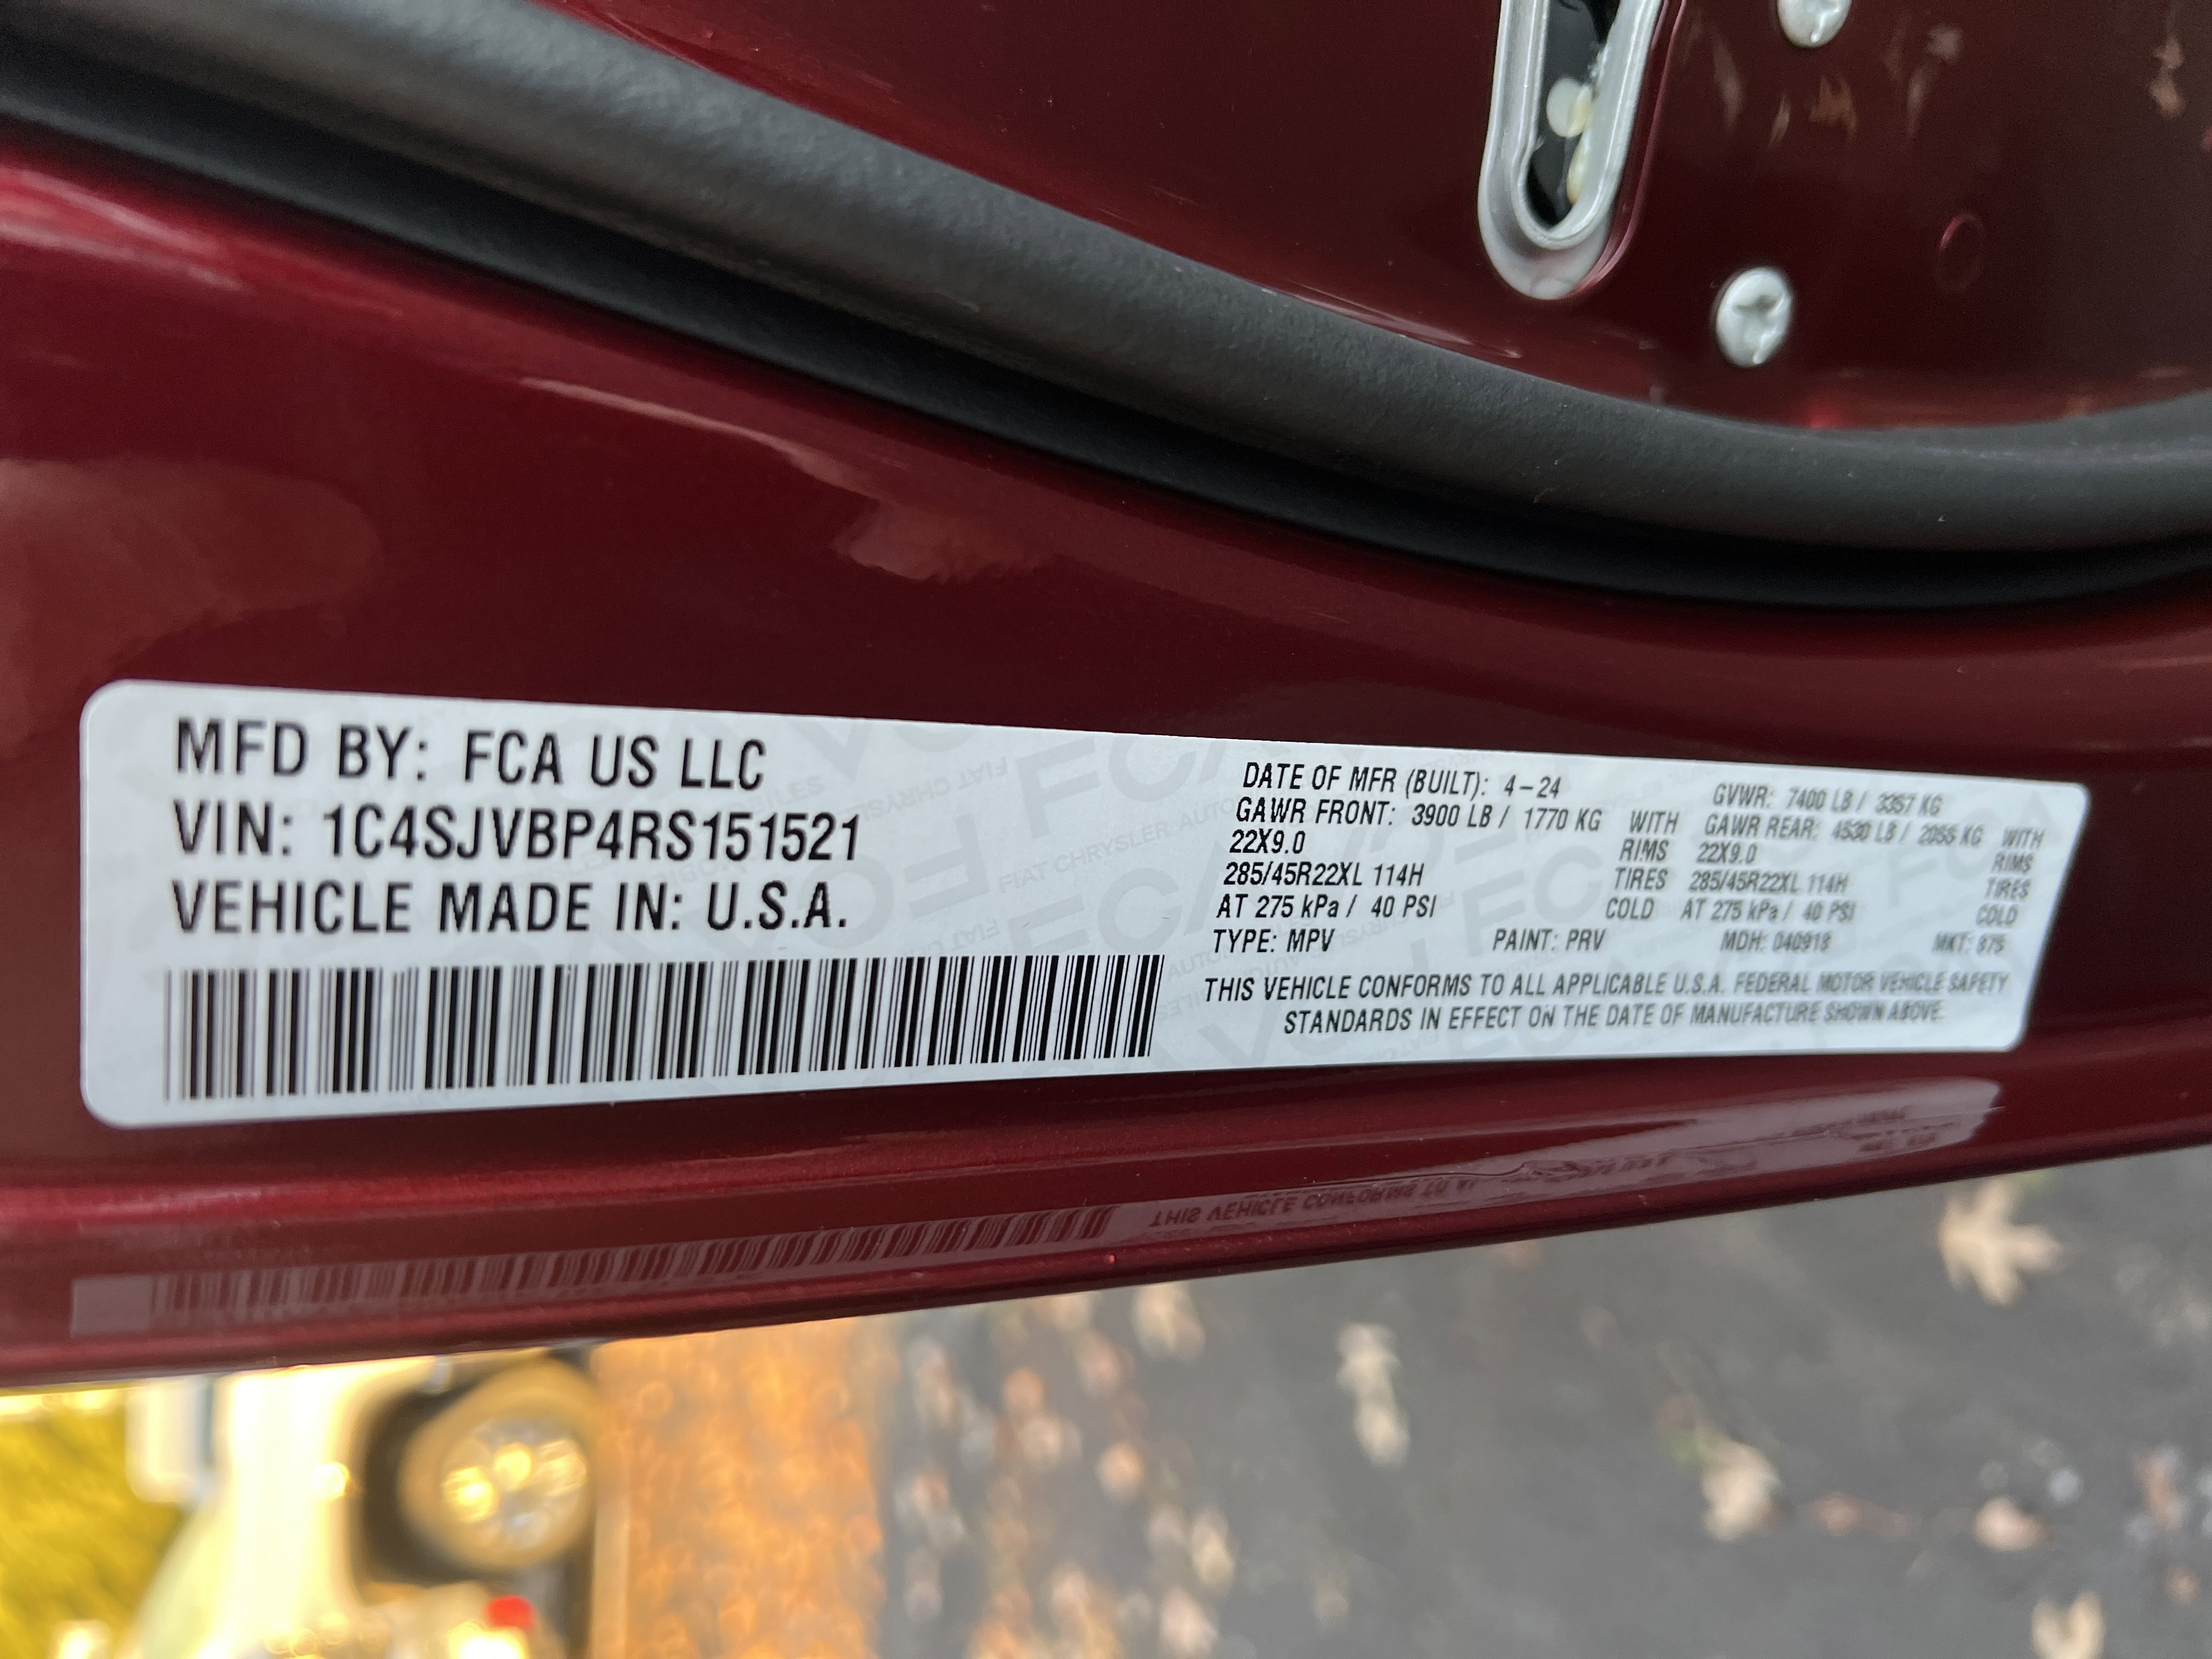 MFD BY: FCA US LLC
VIN: 1C4SJVBP4RS151521
VEHICLE MADE IN: U.S.A.
DATE OF MFR (BUILT): 4-24 GVWR: 7400 LB / 3357 KG
GAWR FRONT: 3900 LB / 1770 KG WITH GAWR REAR: 4530 LB / 2055 KG WITH
22X9.0 RIMS 22X9.0 RIMS
285/45R22XL 114H TIRES 285/45R22XL 114H TIRES
AT 275 kPa / 40 PSI COLD AT 275 kPa / 40 PSI COLD
TYPE: MPV PAINT: PRV MDH: 040918 MKT: 875
THIS VEHICLE CONFORMS TO ALL APPLICABLE U.S.A. FEDERAL MOTOR VEHICLE SAFETY
STANDARDS IN EFFECT ON THE DATE OF MANUFACTURE SHOWN ABOVE.